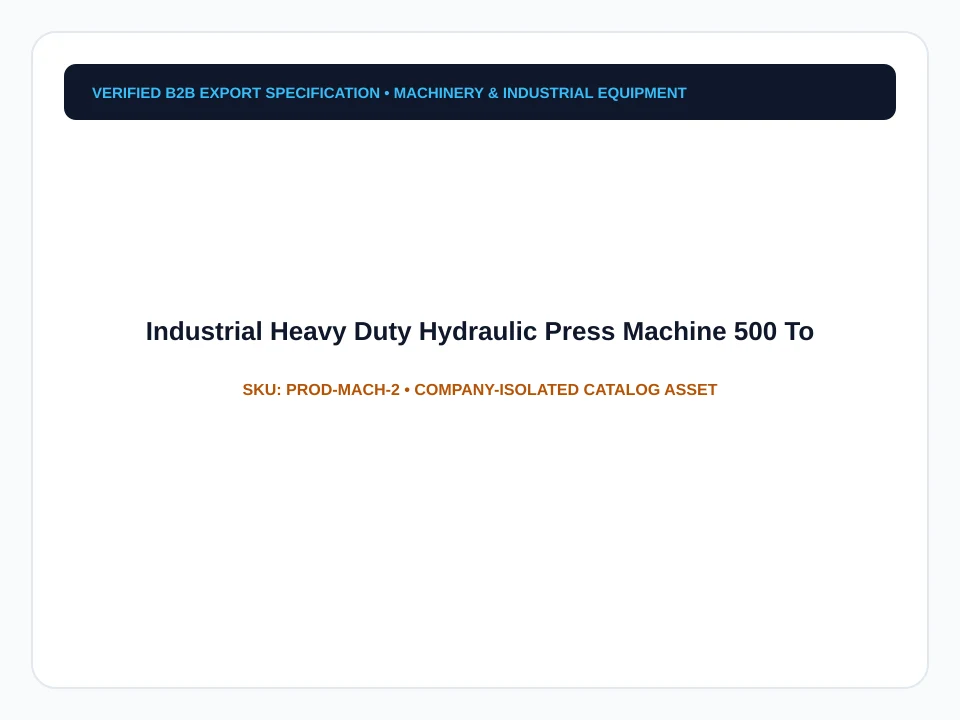 VERIFIED B2B EXPORT SPECIFICATION • MACHINERY & INDUSTRIAL EQUIPMENT
Industrial Heavy Duty Hydraulic Press Machine 500 To
SKU: PROD-MACH-2 • COMPANY-ISOLATED CATALOG ASSET